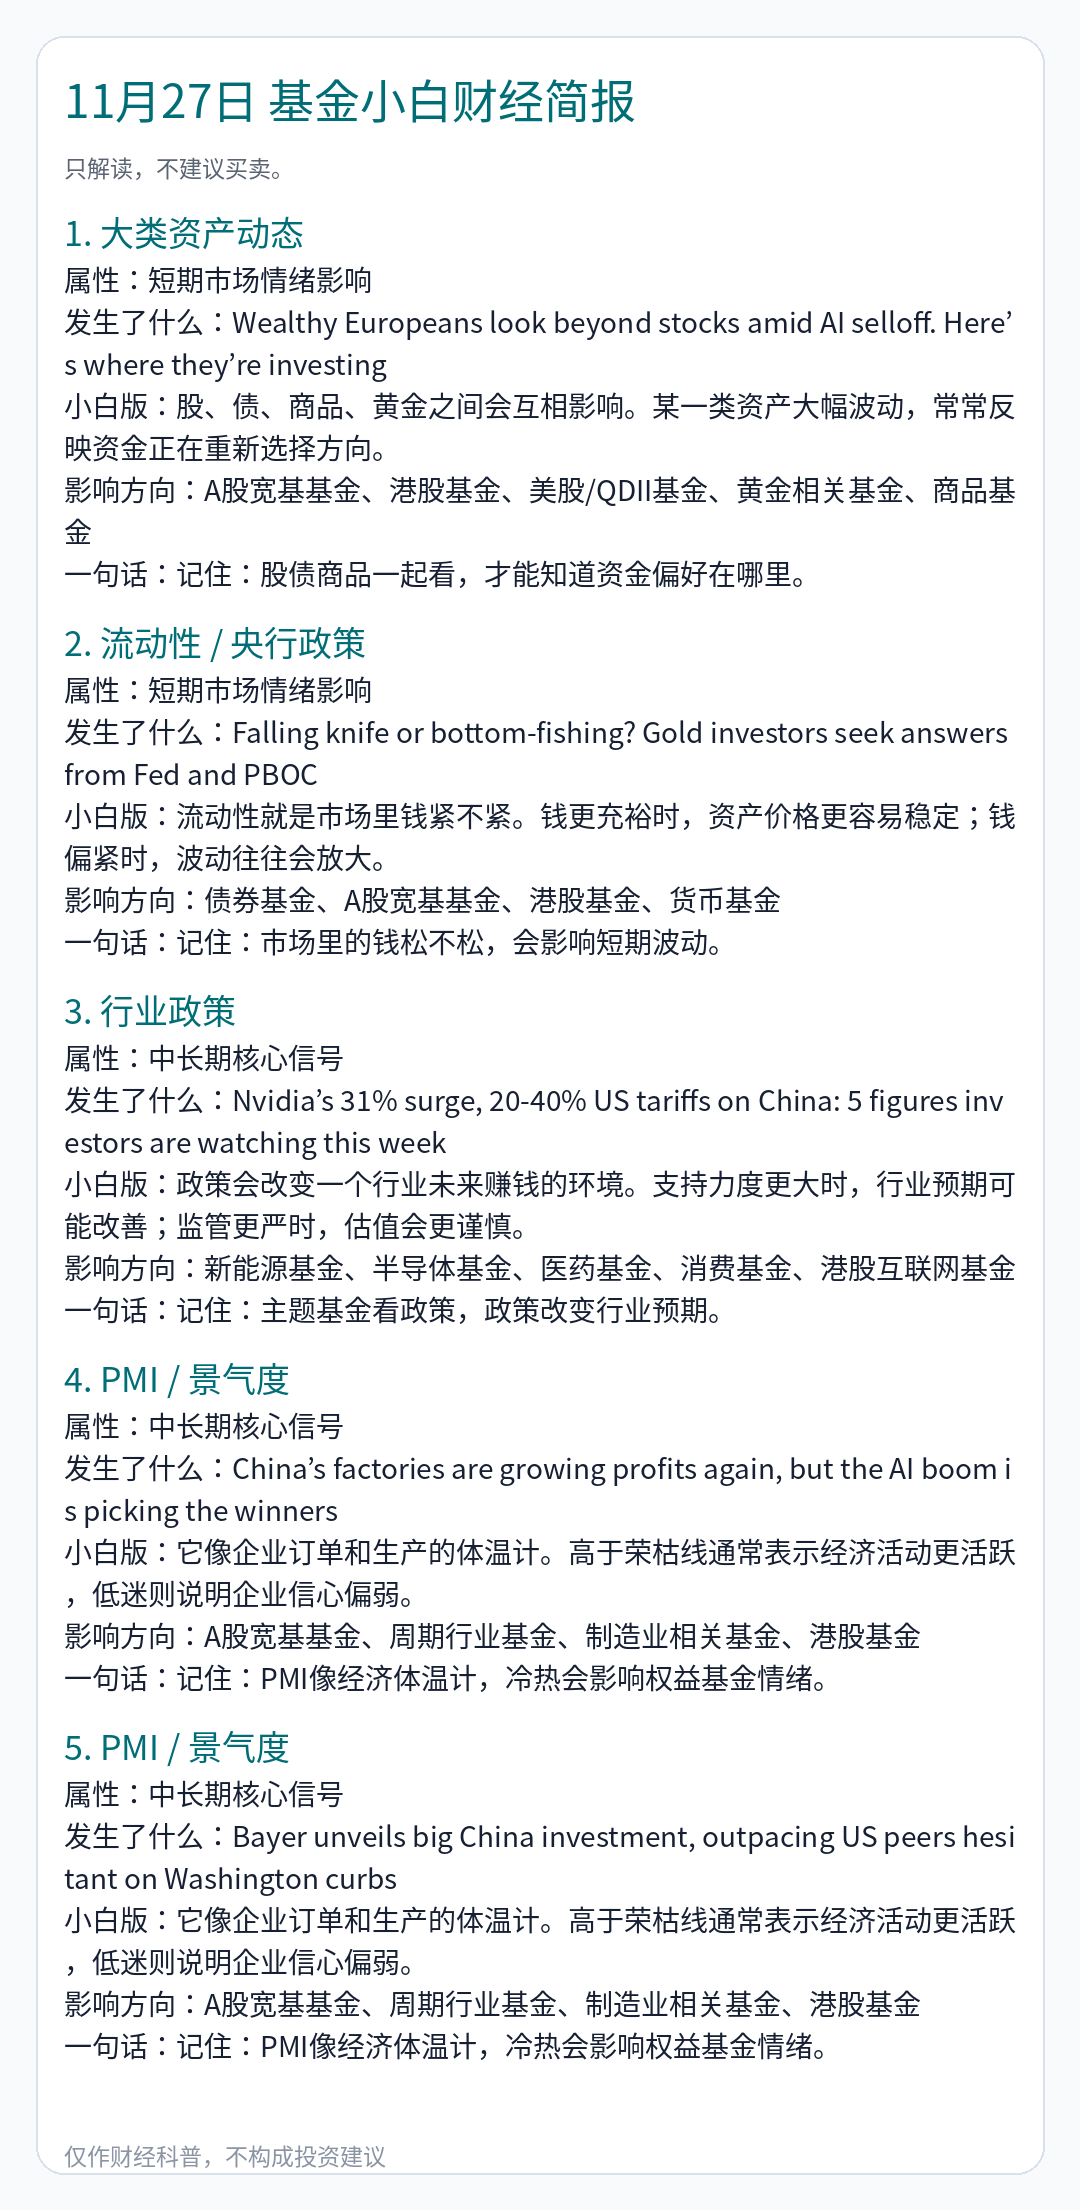 11月27日 基金小白财经简报
只解读，不建议买卖。
1. 大类资产动态
属性：短期市场情绪影响
发生了什么：Wealthy Europeans look beyond stocks amid AI selloff. Here’
s where they’re investing
小白版：股、债、商品、黄金之间会互相影响。某一类资产大幅波动，常常反
映资金正在重新选择方向。
影响方向：A股宽基基金、港股基金、美股/QDII基金、黄金相关基金、商品基
金
一句话：记住：股债商品一起看，才能知道资金偏好在哪里。
2. 流动性 / 央行政策
属性：短期市场情绪影响
发生了什么：Falling knife or bottom-fishing? Gold investors seek answers
from Fed and PBOC
小白版：流动性就是市场里钱紧不紧。钱更充裕时，资产价格更容易稳定；钱
偏紧时，波动往往会放大。
影响方向：债券基金、A股宽基基金、港股基金、货币基金
一句话：记住：市场里的钱松不松，会影响短期波动。
3. 行业政策
属性：中长期核心信号
发生了什么：Nvidia’s 31% surge, 20-40% US tariffs on China: 5 figures inv
estors are watching this week
小白版：政策会改变一个行业未来赚钱的环境。支持力度更大时，行业预期可
能改善；监管更严时，估值会更谨慎。
影响方向：新能源基金、半导体基金、医药基金、消费基金、港股互联网基金
一句话：记住：主题基金看政策，政策改变行业预期。
4. PMI / 景气度
属性：中长期核心信号
发生了什么：China’s factories are growing profits again, but the AI boom i
s picking the winners
小白版：它像企业订单和生产的体温计。高于荣枯线通常表示经济活动更活跃
，低迷则说明企业信心偏弱。
影响方向：A股宽基基金、周期行业基金、制造业相关基金、港股基金
一句话：记住：PMI像经济体温计，冷热会影响权益基金情绪。
5. PMI / 景气度
属性：中长期核心信号
发生了什么：Bayer unveils big China investment, outpacing US peers hesi
tant on Washington curbs
小白版：它像企业订单和生产的体温计。高于荣枯线通常表示经济活动更活跃
，低迷则说明企业信心偏弱。
影响方向：A股宽基基金、周期行业基金、制造业相关基金、港股基金
一句话：记住：PMI像经济体温计，冷热会影响权益基金情绪。
仅作财经科普，不构成投资建议